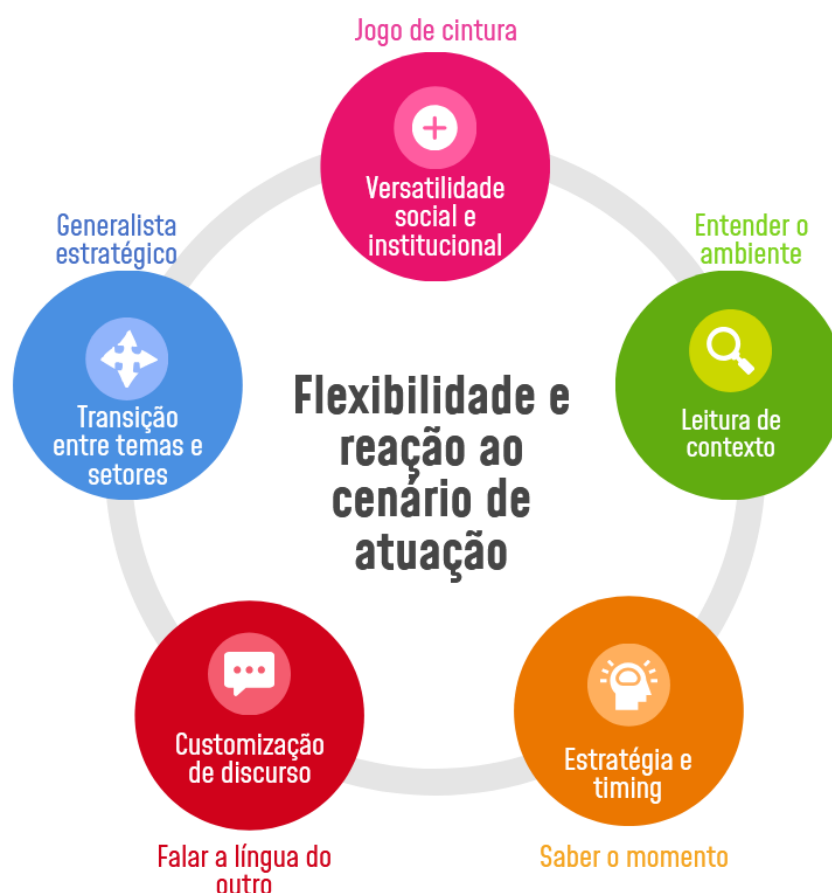 Jogo de cintura
Versatilidade
social e
institucional
Entender o
ambiente
Leitura de
contexto
Estratégia e
timing
Saber o momento
Customização
de discurso
Falar a língua do
outro
Generalista
estratégico
Transição
entre temas e
setores
Flexibilidade e
reação ao
cenário de
atuação